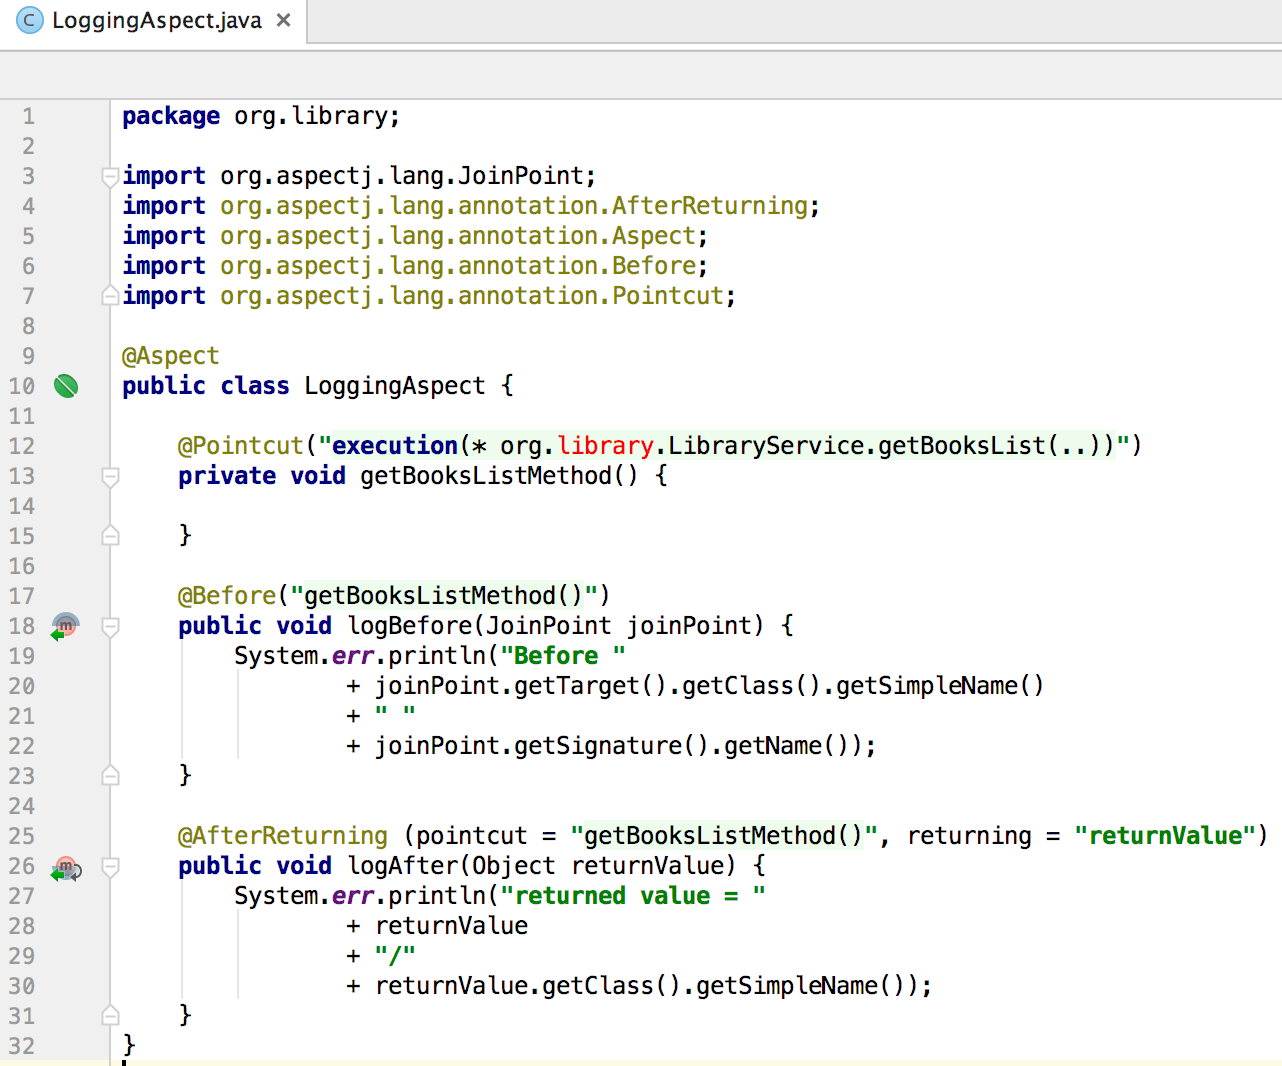 C LoggingAspect.java ×
1 package org.library;
2
3 import org.aspectj.lang.JoinPoint;
4 import org.aspectj.lang.annotation.AfterReturning;
5 import org.aspectj.lang.annotation.Aspect;
6 import org.aspectj.lang.annotation.Before;
7 import org.aspectj.lang.annotation.Pointcut;
8
9 @Aspect
10 public class LoggingAspect {
11
12     @Pointcut("execution(* org.library.LibraryService.getBooksList(..))")
13     private void getBooksListMethod() {
14
15     }
16
17     @Before("getBooksListMethod()")
18 m     public void logBefore(JoinPoint joinPoint) {
19         System.err.println("Before "
20                 + joinPoint.getTarget().getClass().getSimpleName()
21                 + " "
22                 + joinPoint.getSignature().getName());
23     }
24
25     @AfterReturning (pointcut = "getBooksListMethod()", returning = "returnValue")
26 m     public void logAfter(Object returnValue) {
27         System.err.println("returned value = "
28                 + returnValue
29                 + "/"
30                 + returnValue.getClass().getSimpleName());
31     }
32 }